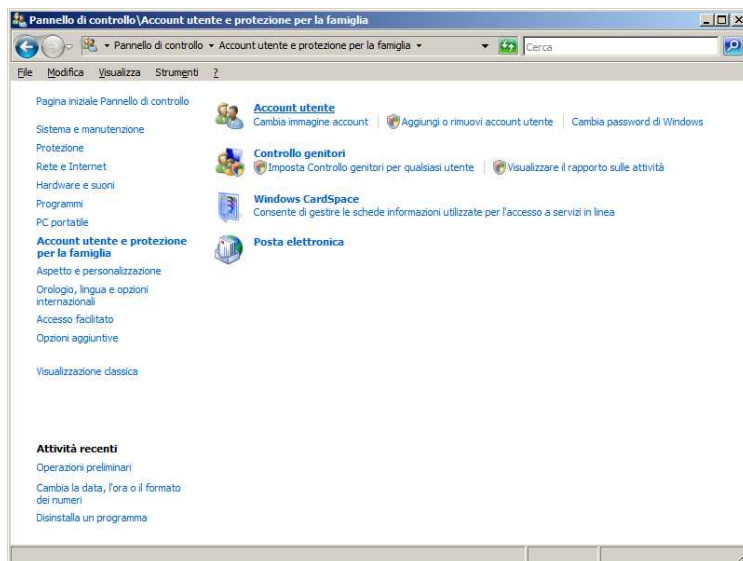 Pannello di controllo\Account utente e protezione per la famiglia
Pannello di controllo Account utente e protezione per la famiglia
Cerca
File Modifica Visualizza Strumenti ?
Pagina iniziale Pannello di controllo
Sistema e manutenzione
Protezione
Rete e Internet
Hardware e suoni
Programmi
PC portatile
Account utente e protezione
per la famiglia
Aspetto e personalizzazione
Orologio, lingua e opzioni
internazionali
Accesso facilitato
Opzioni aggiuntive
Visualizzazione classica
Attività recenti
Operazioni preliminari
Cambia la data, l'ora o il formato
dei numeri
Disinstalla un programma
Account utente
Cambia immagine account Aggiungi o rimuovi account utente Cambia password di Windows
Controllo genitori
Imposta Controllo genitori per qualsiasi utente Visualizzare il rapporto sulle attività
Windows CardSpace
Consente di gestire le schede informazioni utilizzate per l'accesso a servizi in linea
Posta elettronica